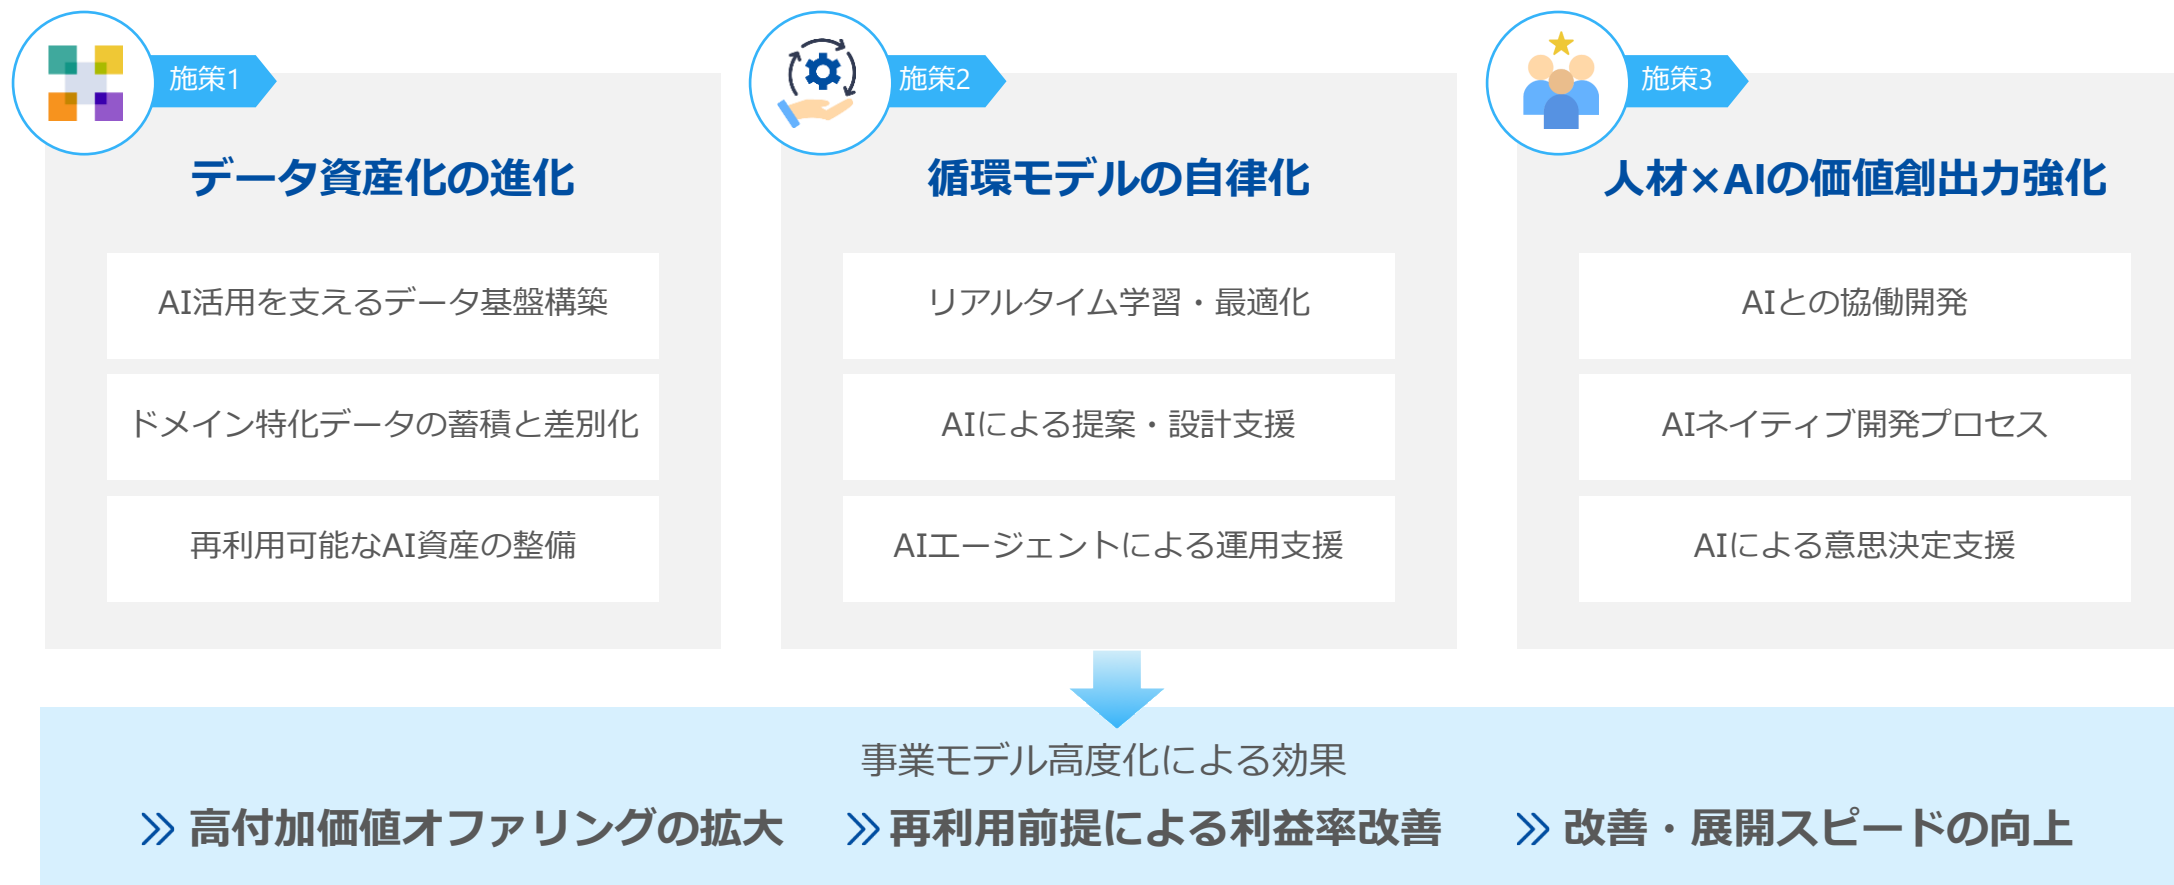 施策1
データ資産化の進化
AI活用を支えるデータ基盤構築
ドメイン特化データの蓄積と差別化
再利用可能なAI資産の整備
施策2
循環モデルの自律化
リアルタイム学習・最適化
AIによる提案・設計支援
AIエージェントによる運用支援
施策3
人材×AIの価値創出力強化
AIとの協働開発
AIネイティブ開発プロセス
AIによる意思決定支援
事業モデル高度化による効果
高付加価値オファリングの拡大
再利用前提による利益率改善
改善・展開スピードの向上